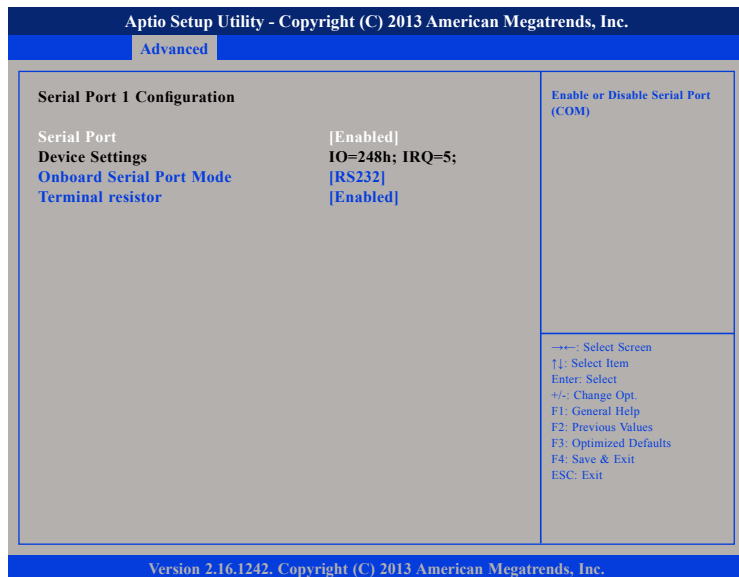 Aptio Setup Utility - Copyright (C) 2013 American Megatrends, Inc.
Advanced
Serial Port 1 Configuration
Serial Port [Enabled]
Device Settings IO=248h; IRQ=5;
Onboard Serial Port Mode [RS232]
Terminal resistor [Enabled]
Enable or Disable Serial Port
(COM)
→←: Select Screen
↑↓: Select Item
Enter: Select
+/-: Change Opt.
F1: General Help
F2: Previous Values
F3: Optimized Defaults
F4: Save & Exit
ESC: Exit
Version 2.16.1242. Copyright (C) 2013 American Megatrends, Inc.